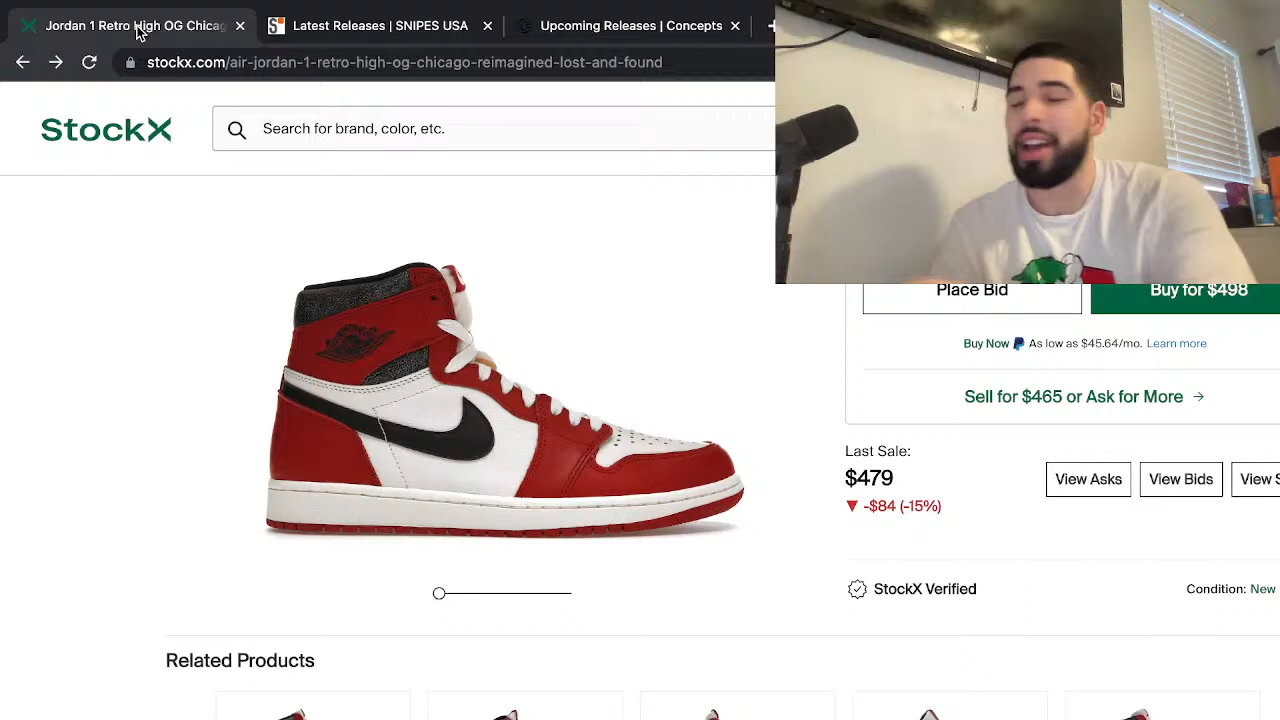 Jordan 1 Retro High OG Chicag
Latest Releases | SNIPES USA
Upcoming Releases | Concepts
stockx.com/air-jordan-1-retro-high-og-chicago-reimagined-lost-and-found
StockX
Search for brand, color, etc.
Place Bid
Buy for $498
Buy Now As low as $45.64/mo. Learn more
Sell for $465 or Ask for More →
Last Sale:
$479
▼ -$84 (-15%)
View Asks
View Bids
View S
StockX Verified
Condition: New
Related Products